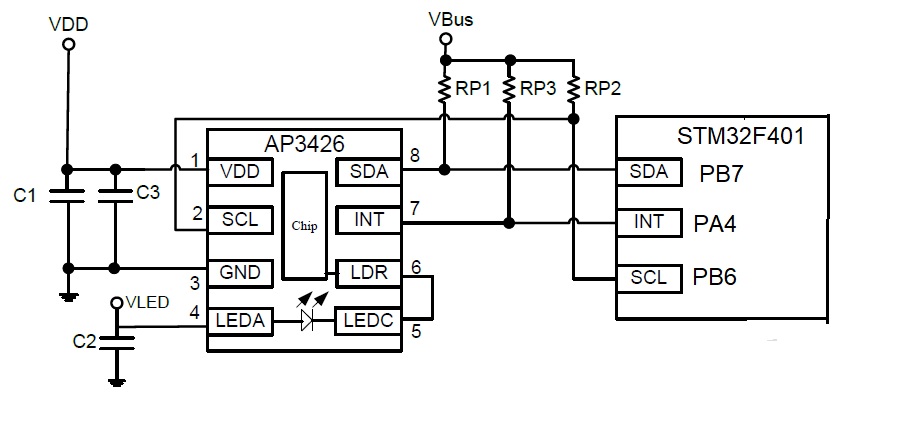 VDD
VBus
RP1
RP3
RP2
STM32F401
AP3426
1
VDD
SDA
8
SDA
PB7
C1
C3
Chip
2
SCL
INT
7
INT
PA4
3
GND
LDR
6
SCL
PB6
VLED
4
LEDA
LEDC
5
C2